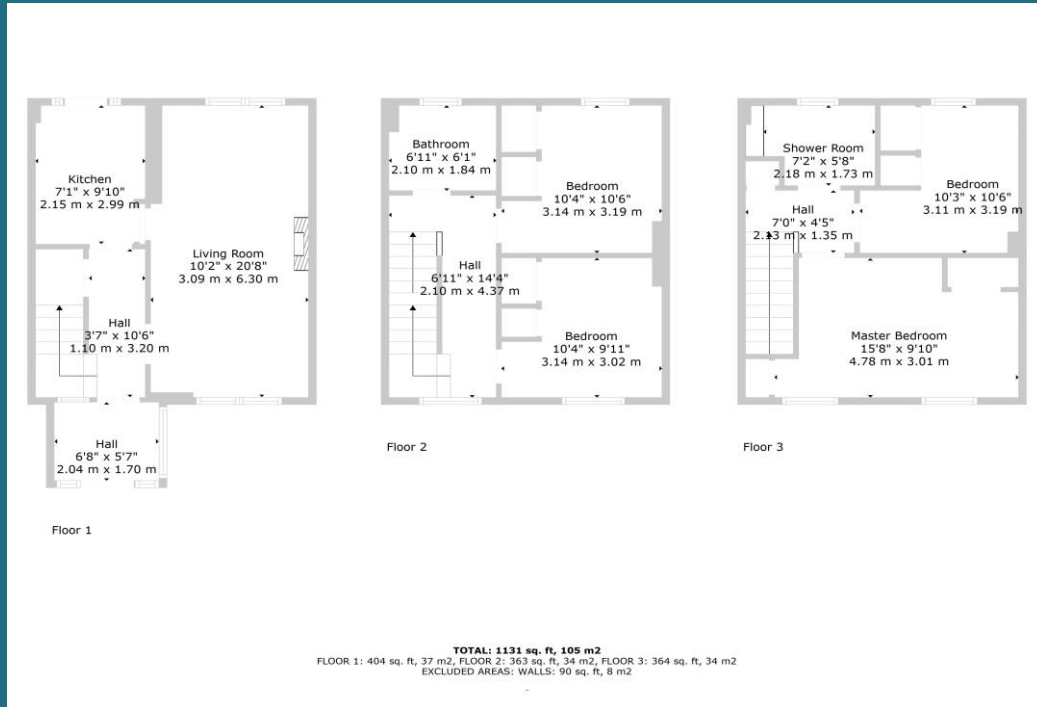 Kitchen
7'1" x 9'10"
2.15 m x 2.99 m
Living Room
10'2" x 20'8"
3.09 m x 6.30 m
Hall
3'7" x 10'6"
1.10 m x 3.20 m
Hall
6'8" x 5'7"
2.04 m x 1.70 m
Floor 1
Bathroom
6'11" x 6'1"
2.10 m x 1.84 m
Bedroom
10'4" x 10'6"
3.14 m x 3.19 m
Hall
6'11" x 14'4"
2.10 m x 4.37 m
Bedroom
10'4" x 9'11"
3.14 m x 3.02 m
Floor 2
Shower Room
7'2" x 5'8"
2.18 m x 1.73 m
Bedroom
10'3" x 10'6"
3.11 m x 3.19 m
Hall
7'0" x 4'5"
2.13 m x 1.35 m
Master Bedroom
15'8" x 9'10"
4.78 m x 3.01 m
Floor 3
TOTAL: 1131 sq. ft, 105 m2
FLOOR 1: 404 sq. ft, 37 m2, FLOOR 2: 363 sq. ft, 34 m2, FLOOR 3: 364 sq. ft, 34 m2
EXCLUDED AREAS: WALLS: 90 sq. ft, 8 m2